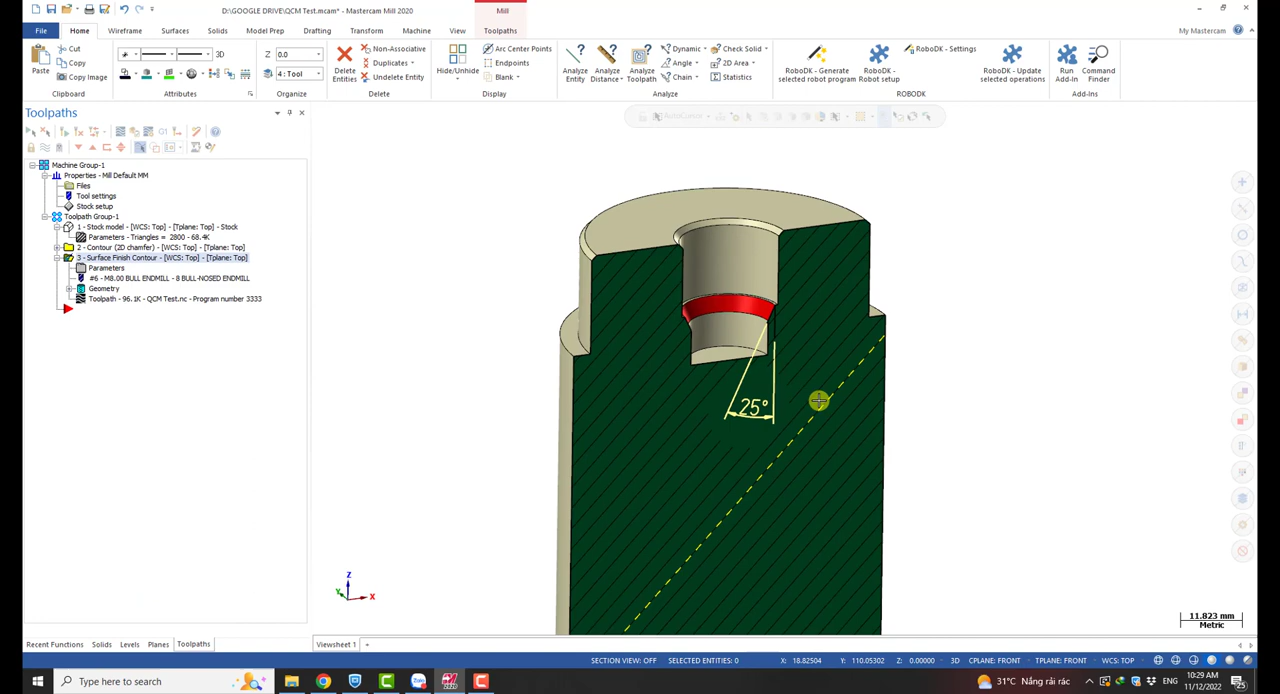 D:\GOOGLE DRIVE\QCM Test.mcam* - Mastercam Mill 2020
Mill
File Home Wireframe Surfaces Solids Model Prep Drafting Transform Machine View Toolpaths My Mastercam
Paste
Cut
Copy
Copy Image
Clipboard
3D
Attributes
Z 0.0
4 : Tool
Organize
Delete Entities
Non-Associative
Duplicates
Undelete Entity
Delete
Hide/Unhide
Arc Center Points
Endpoints
Blank
Display
Analyze Entity
Analyze Distance
Analyze Toolpath
Dynamic
Angle
Chain
Check Solid
2D Area
Statistics
Analyze
RoboDK - Generate selected robot program
RoboDK - Robot setup
RoboDK - Settings
RoboDK - Update selected operations
ROBODK
Run Add-In
Command Finder
Add-Ins
Toolpaths
AutoCursor
G1
Machine Group-1
Properties - Mill Default MM
Files
Tool settings
Stock setup
Toolpath Group-1
1 - Stock model - [WCS: Top] - [Tplane: Top] - Stock
Parameters - Triangles = 2800 - 68.4K
2 - Contour (2D chamfer) - [WCS: Top] - [Tplane: Top]
3 - Surface Finish Contour - [WCS: Top] - [Tplane: Top]
Parameters
#6 - M8.00 BULL ENDMILL - 8 BULL-NOSED ENDMILL
Geometry
Toolpath - 96.1K - QCM Test.nc - Program number 3333
25°
Z
Y
X
11.823 mm
Metric
Recent Functions Solids Levels Planes Toolpaths
Viewsheet 1 +
SECTION VIEW: OFF SELECTED ENTITIES: 0 X: 18.82504 Y: 110.05302 Z: 0.00000 3D CPLANE: FRONT TPLANE: FRONT WCS: TOP
Type here to search
Zalo
2020
31°C Nắng rải rác
ENG
10:29 AM
11/12/2022
25